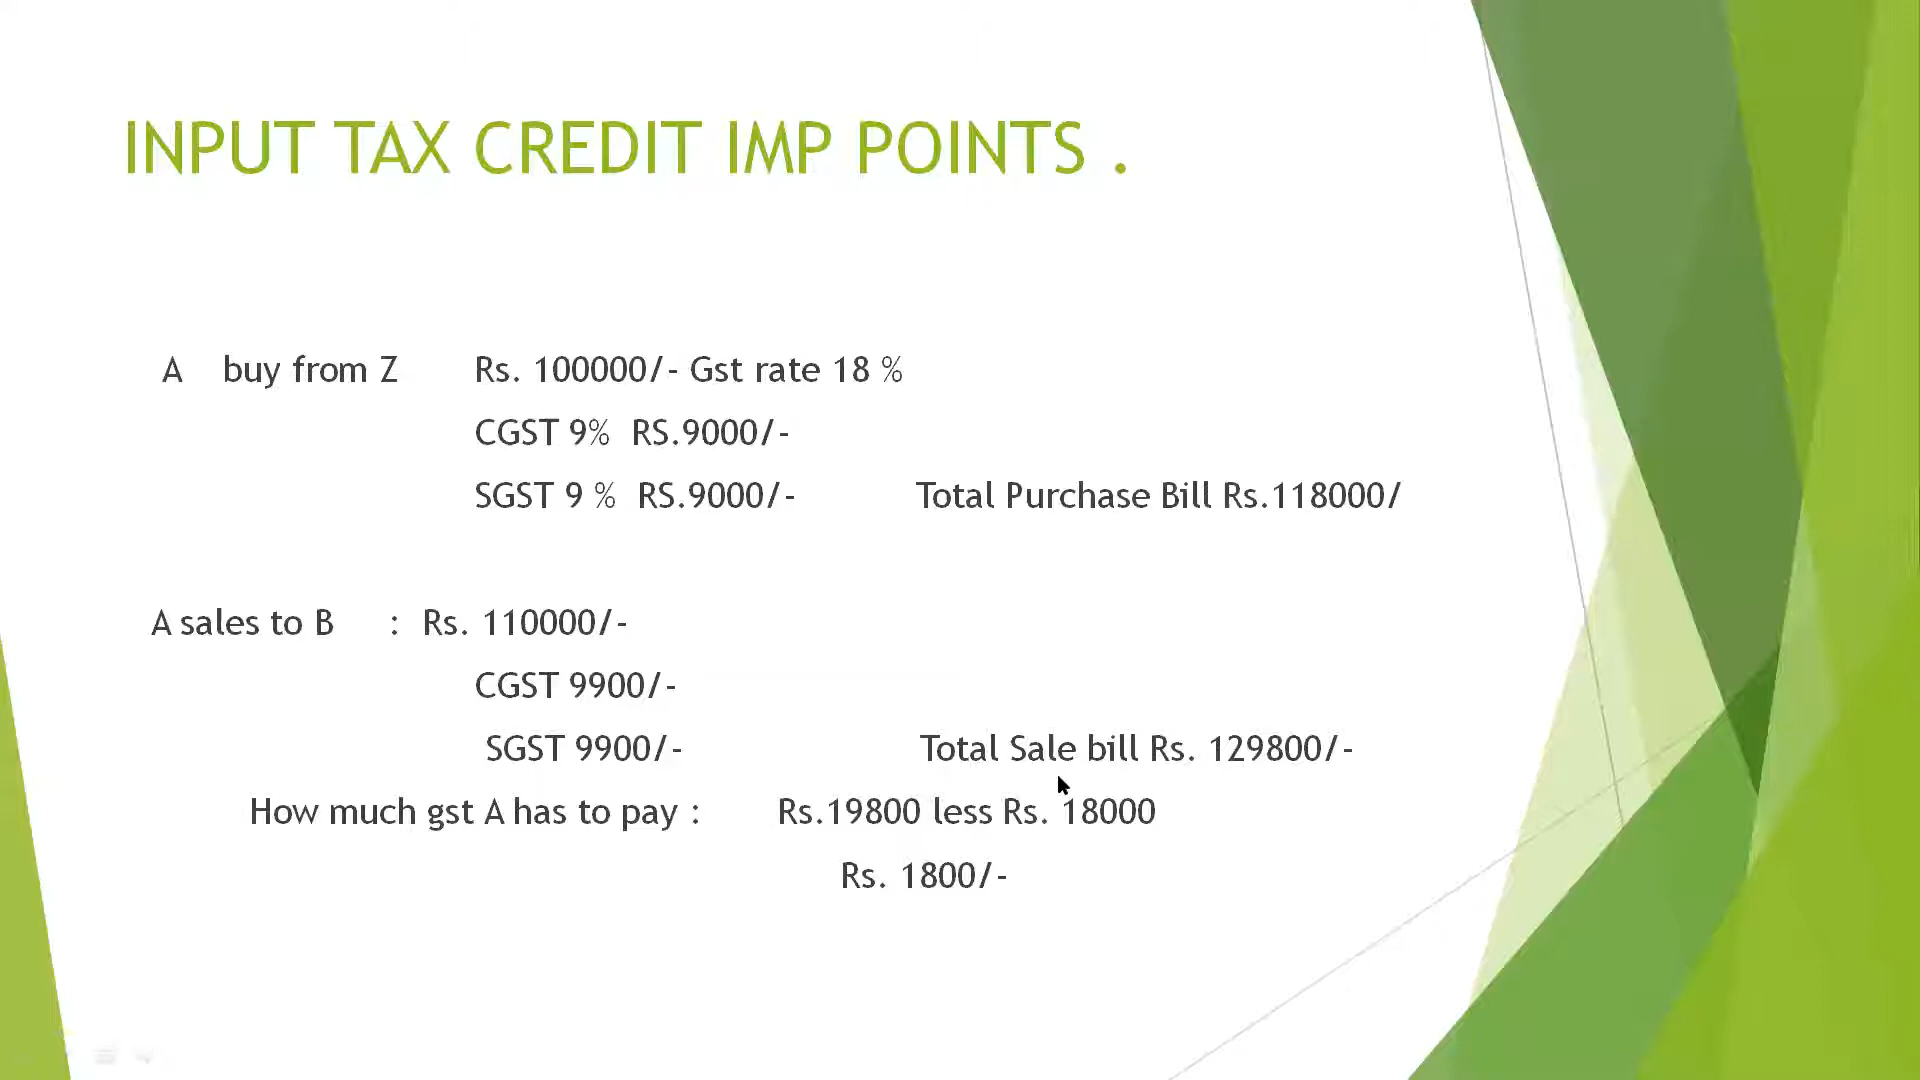 INPUT TAX CREDIT IMP POINTS .
A buy from Z Rs. 100000/- Gst rate 18 %
CGST 9% RS.9000/-
SGST 9 % RS.9000/- Total Purchase Bill Rs.118000/
A sales to B : Rs. 110000/-
CGST 9900/-
SGST 9900/- Total Sale bill Rs. 129800/-
How much gst A has to pay : Rs.19800 less Rs. 18000
Rs. 1800/-